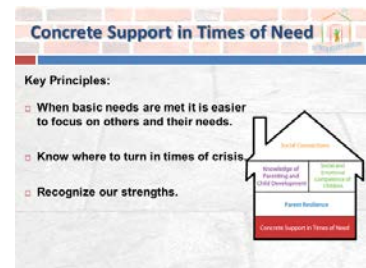 Concrete Support in Times of Need
Key Principles:
When basic needs are met it is easier
to focus on others and their needs.
Know where to turn in times of crisis.
Recognize our strengths.
Social Connections
Knowledge of
Parenting and
Child Development
Social and
Emotional
Competence of
Children
Parent Resilience
Concrete Support in Times of Need